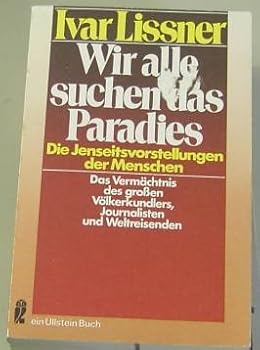 Ivar Lissner
Wir alle
suchen das
Paradies
Die Jenseitsvorstellungen
der Menschen
Das Vermächtnis
des großen
Völkerkundlers,
Journalisten
und Weltreisenden
ein Ullstein Buch